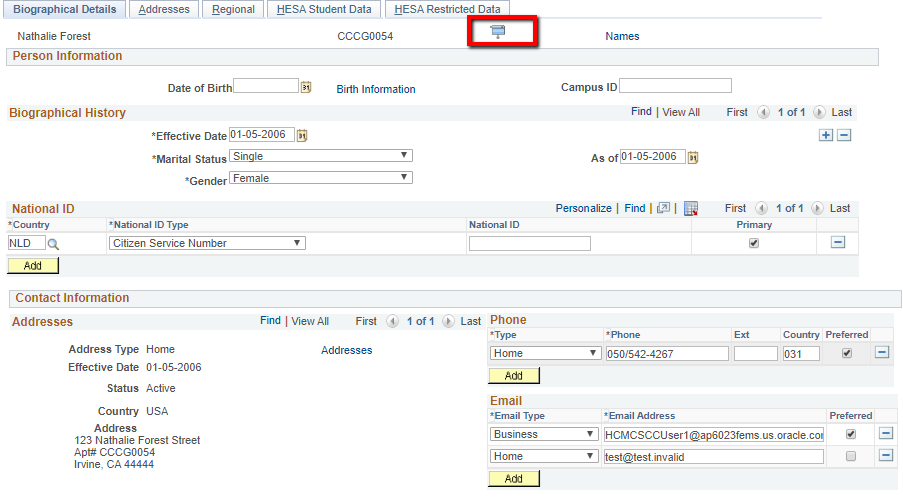 Biographical Details Addresses Regional HESA Student Data HESA Restricted Data
Nathalie Forest CCCG0054 Names
Person Information
Date of Birth 31 Birth Information Campus ID
Biographical History Find | View All First 1 of 1 Last
*Effective Date 01-05-2006 31
*Marital Status Single As of 01-05-2006 31
*Gender Female
National ID Personalize | Find | | First 1 of 1 Last
*Country *National ID Type National ID Primary
NLD Citizen Service Number
Add
Contact Information
Addresses Find | View All First 1 of 1 Last
Address Type Home Addresses
Effective Date 01-05-2006
Status Active
Country USA
Address
123 Nathalie Forest Street
Apt# CCCG0054
Irvine, CA 44444
Phone
*Type *Phone Ext Country Preferred
Home 050/542-4267 031
Add
Email
*Email Type *Email Address Preferred
Business HCMCSCCUser1@ap6023fems.us.oracle.com
Home test@test.invalid
Add